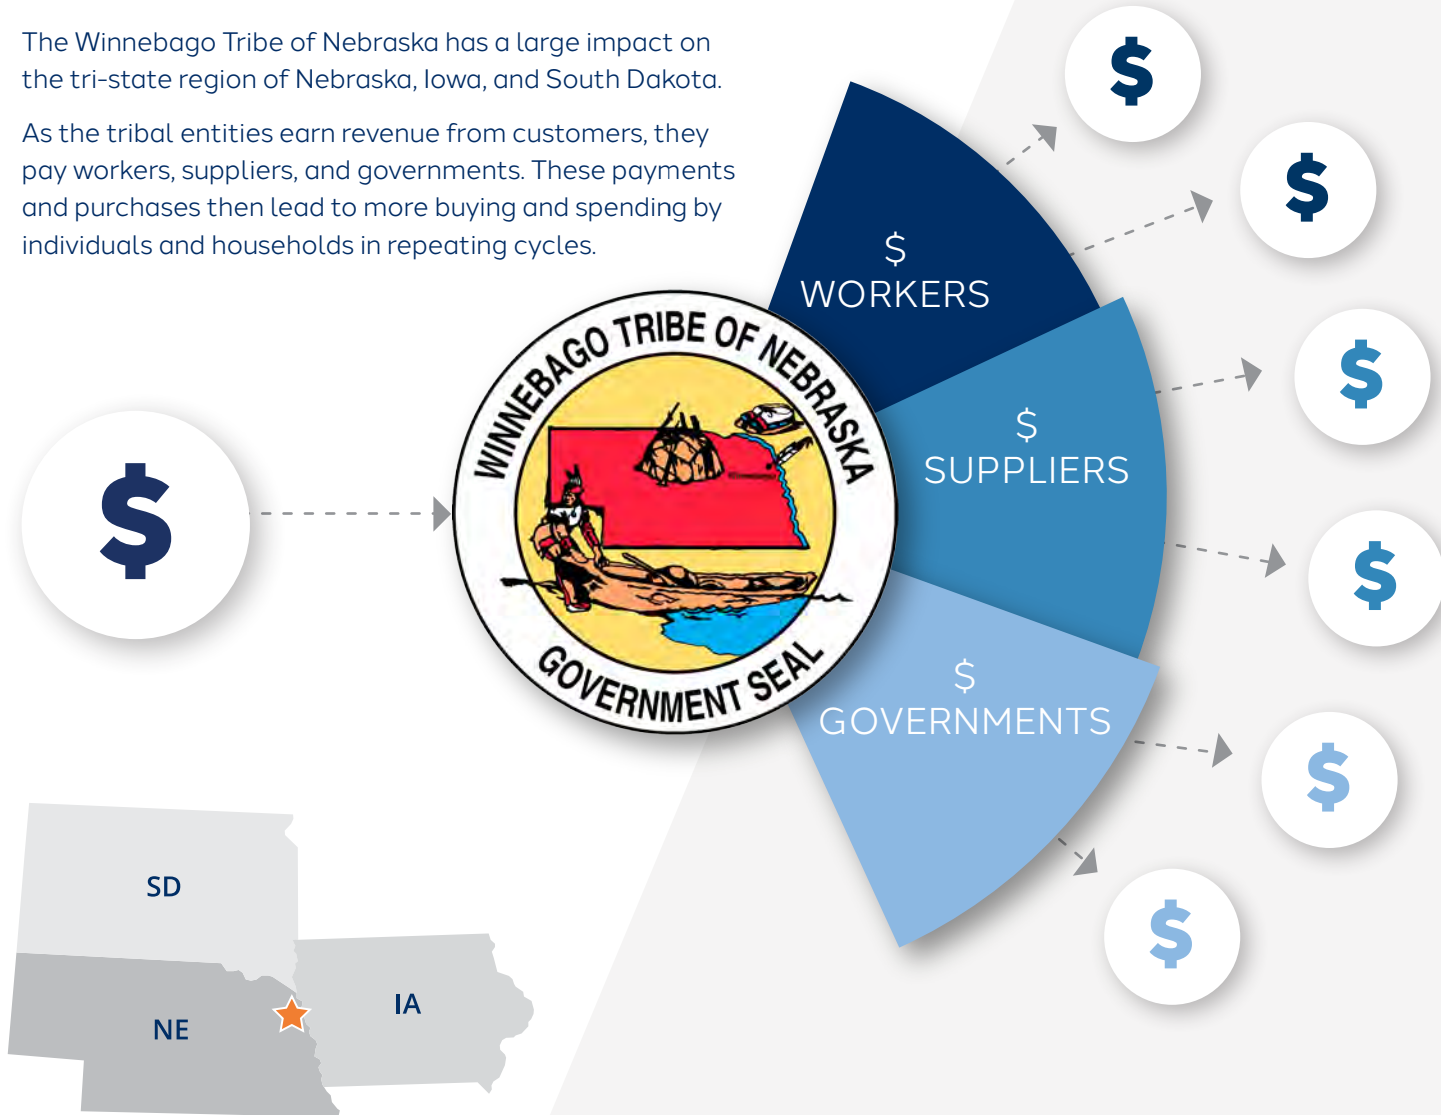 The Winnebago Tribe of Nebraska has a large impact on
the tri-state region of Nebraska, Iowa, and South Dakota.
As the tribal entities earn revenue from customers, they
pay workers, suppliers, and governments. These payments
and purchases then lead to more buying and spending by
individuals and households in repeating cycles.
$
WINNEBAGO TRIBE OF NEBRASKA
GOVERNMENT SEAL
$
WORKERS
$
SUPPLIERS
$
GOVERNMENTS
$
$
$
$
$
$
SD
NE
IA